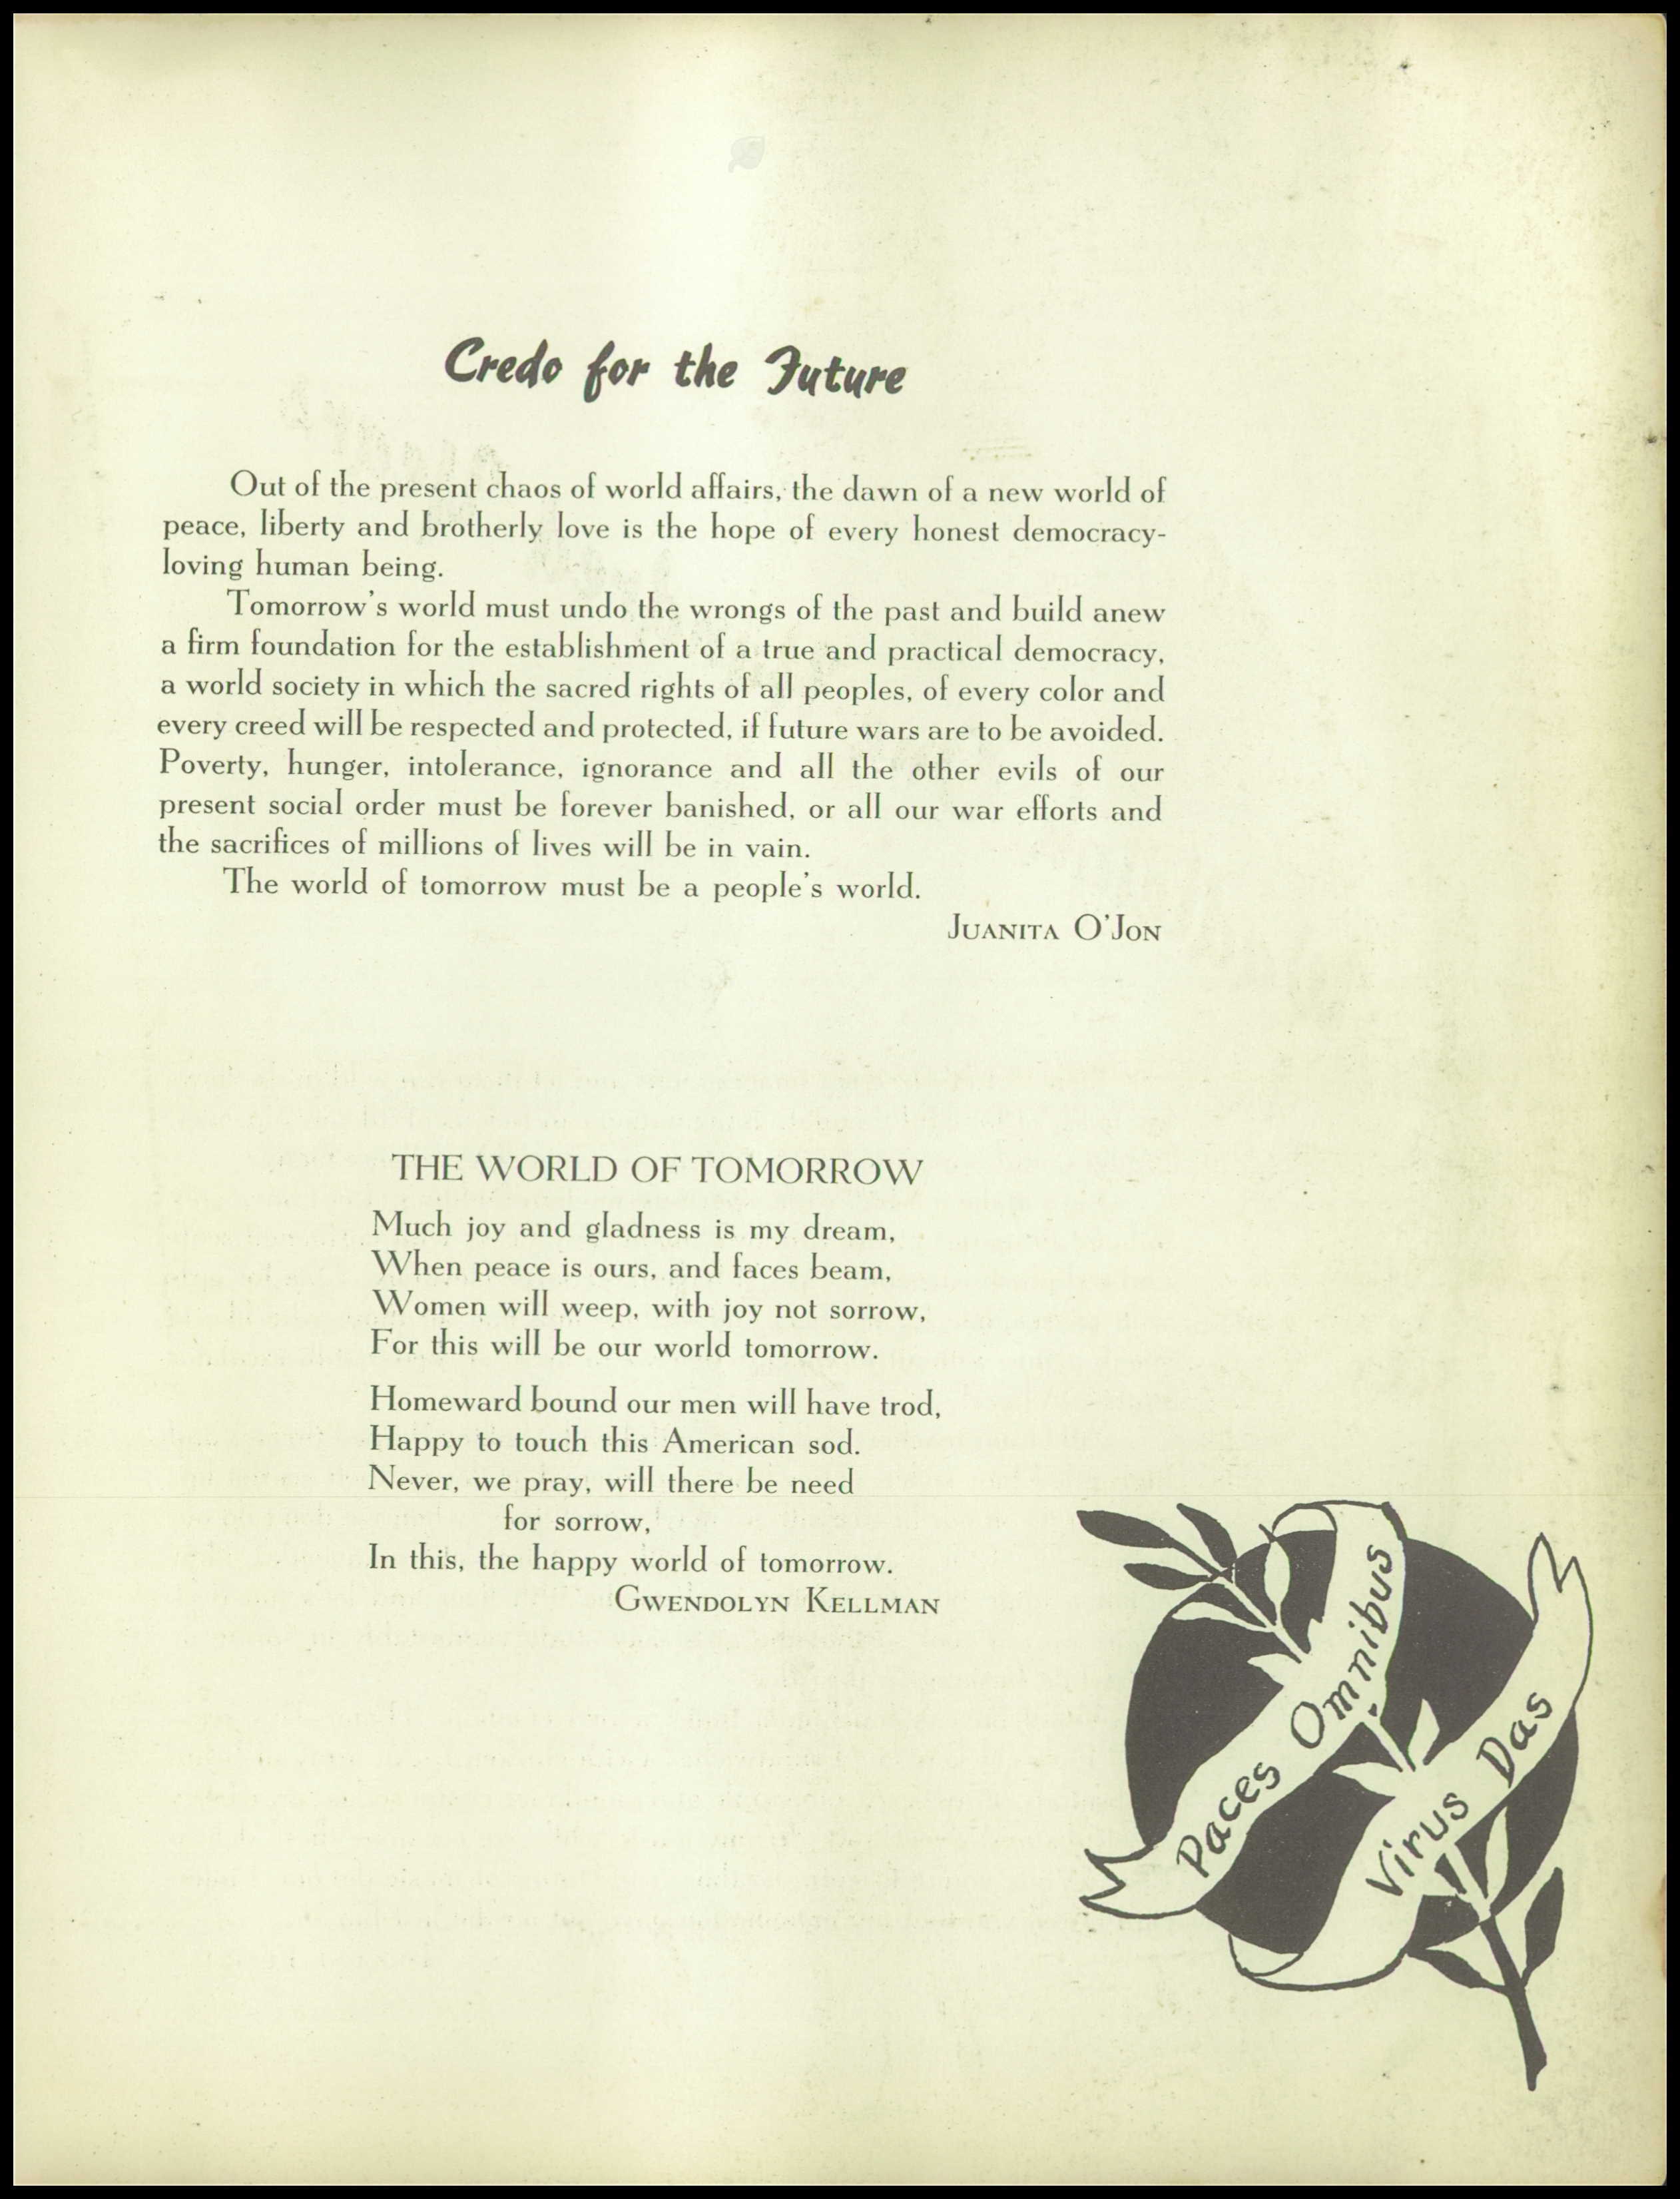 Credo for the Future
Out of the present chaos of world affairs, the dawn of a new world of
peace, liberty and brotherly love is the hope of every honest democracy-
loving human being.
Tomorrow's world must undo the wrongs of the past and build anew
a firm foundation for the establishment of a true and practical democracy,
a world society in which the sacred rights of all peoples, of every color and
every creed will be respected and protected, if future wars are to be avoided.
Poverty, hunger, intolerance, ignorance and all the other evils of our
present social order must be forever banished, or all our war efforts and
the sacrifices of millions of lives will be in vain.
The world of tomorrow must be a people's world.
JUANITA O'JON
THE WORLD OF TOMORROW
Much joy and gladness is my dream,
When peace is ours, and faces beam,
Women will weep, with joy not sorrow,
For this will be our world tomorrow.
Homeward bound our men will have trod,
Happy to touch this American sod.
Never, we pray, will there be need
for sorrow,
In this, the happy world of tomorrow.
GWENDOLYN KELLMAN
Paces Omnibus
Virus Das